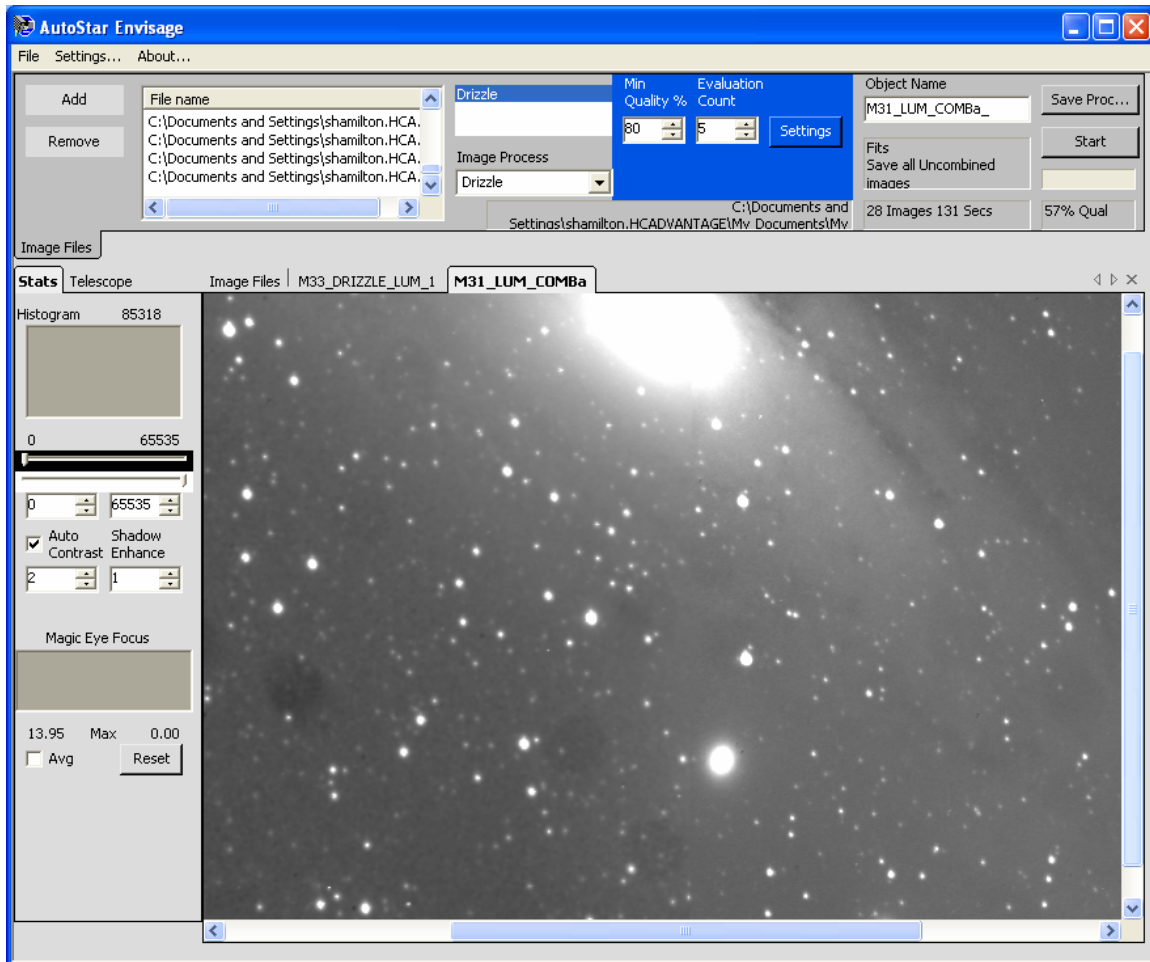 AutoStar Envisage
File Settings... About...
Add
Remove
File name
C:\Documents and Settings\shamilton.HCA.
C:\Documents and Settings\shamilton.HCA.
C:\Documents and Settings\shamilton.HCA.
C:\Documents and Settings\shamilton.HCA.
Drizzle
Image Process
Drizzle
Min Quality %
80
Evaluation Count
5
Settings
C:\Documents and
Settings\shamilton.HCADVANTAGE\My Documents\My
Object Name
M31_LUM_COMBa_
Fits
Save all Uncombined
images
28 Images 131 Secs
Save Proc...
Start
57% Qual
Image Files
Stats Telescope
Image Files M33_DRIZZLE_LUM_1 M31_LUM_COMBa
Histogram 85318
0 65535
0 65535
Auto Contrast
Shadow Enhance
2 1
Magic Eye Focus
13.95 Max 0.00
Avg Reset